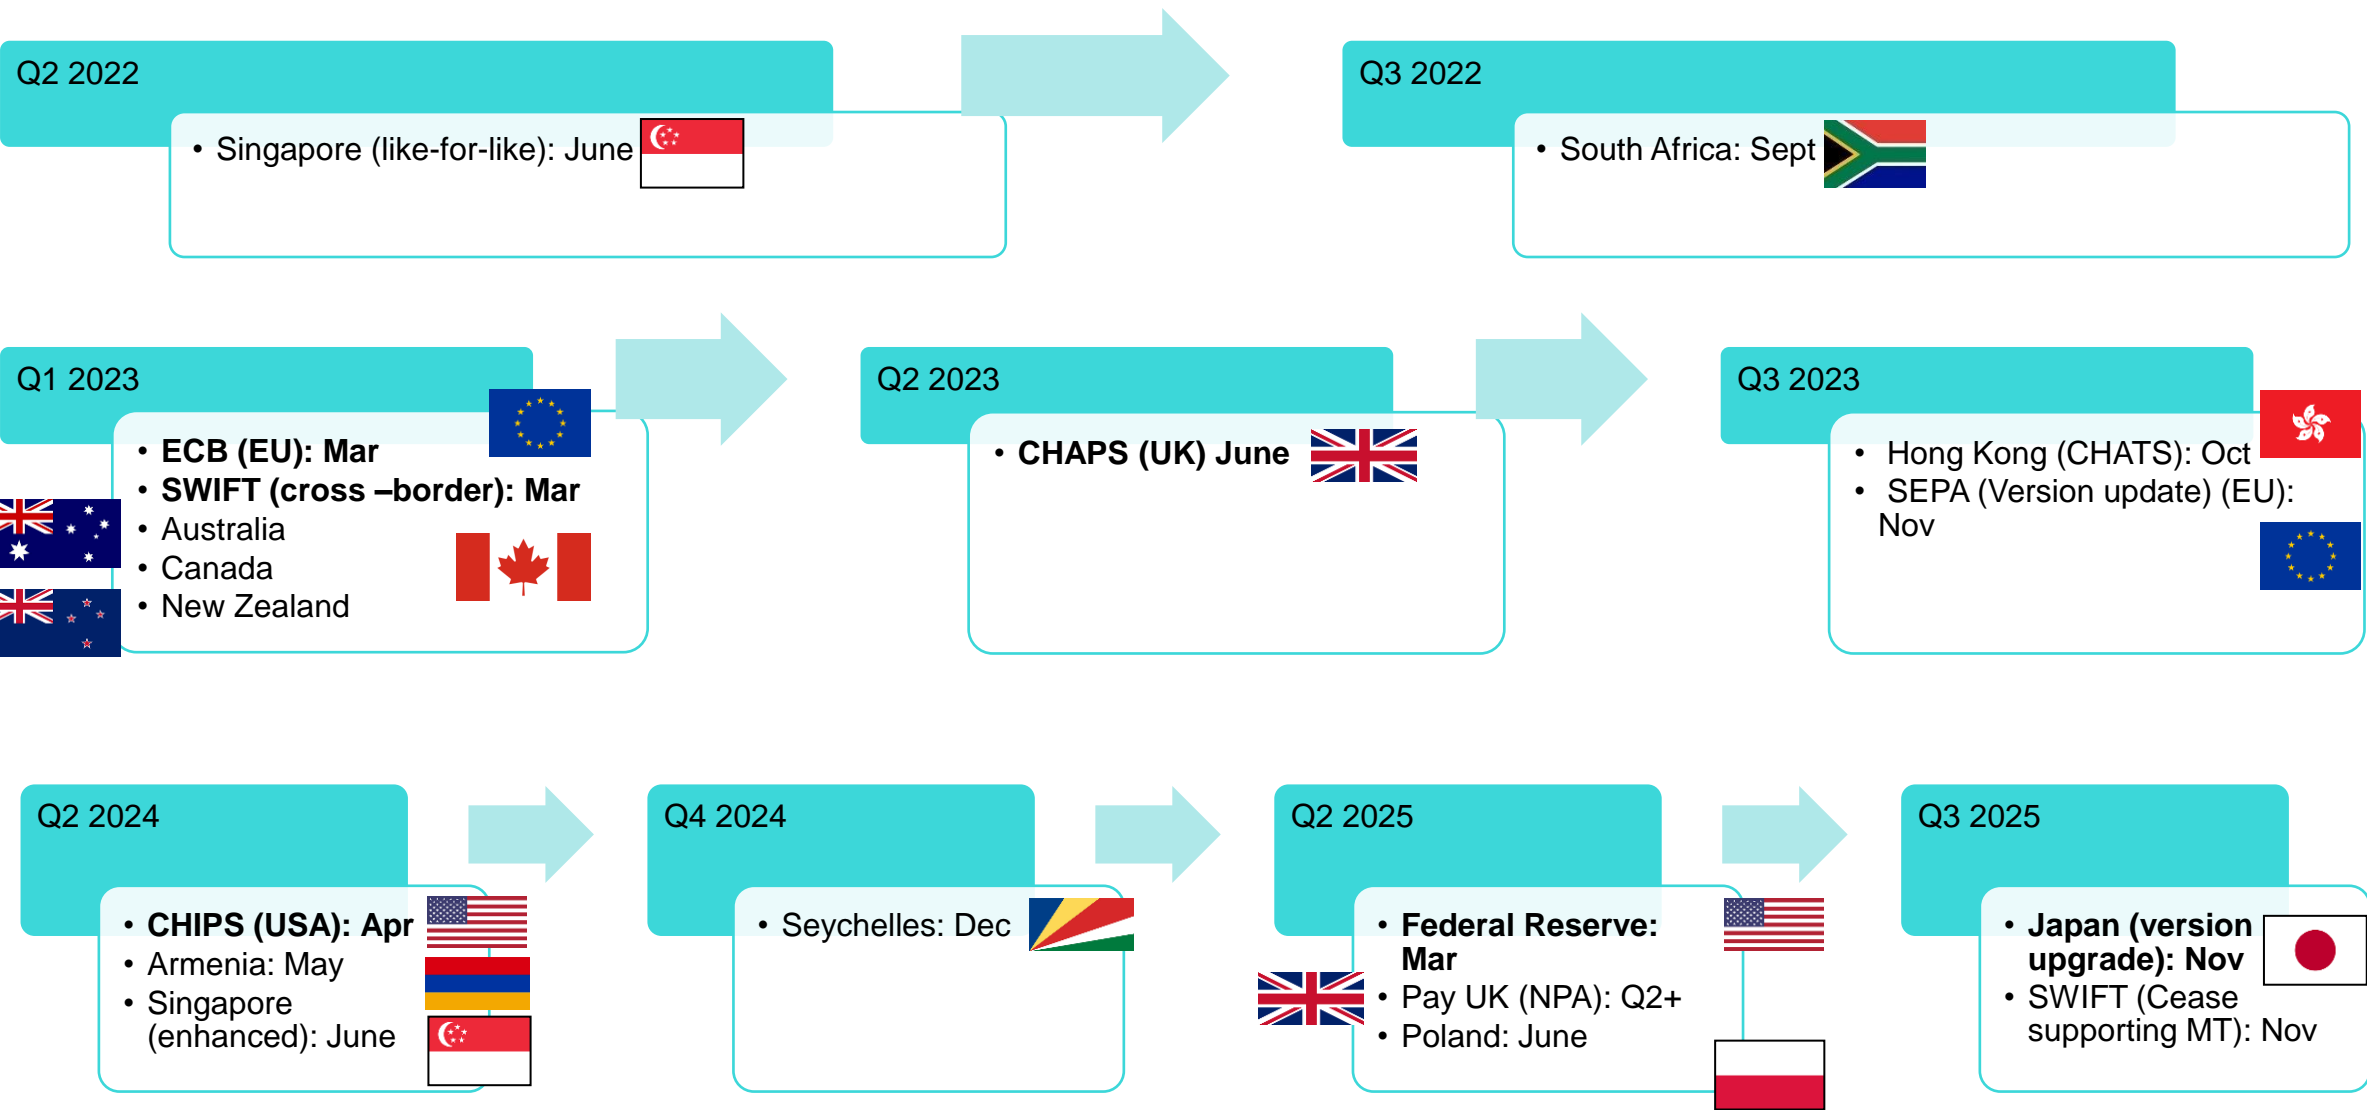 Q2 2022
• Singapore (like-for-like): June
Q3 2022
• South Africa: Sept
Q1 2023
• ECB (EU): Mar
• SWIFT (cross –border): Mar
• Australia
• Canada
• New Zealand
Q2 2023
• CHAPS (UK) June
Q3 2023
• Hong Kong (CHATS): Oct
• SEPA (Version update) (EU):
Nov
Q2 2024
• CHIPS (USA): Apr
• Armenia: May
• Singapore
(enhanced): June
Q4 2024
• Seychelles: Dec
Q2 2025
• Federal Reserve:
Mar
• Pay UK (NPA): Q2+
• Poland: June
Q3 2025
• Japan (version
upgrade): Nov
• SWIFT (Cease
supporting MT): Nov